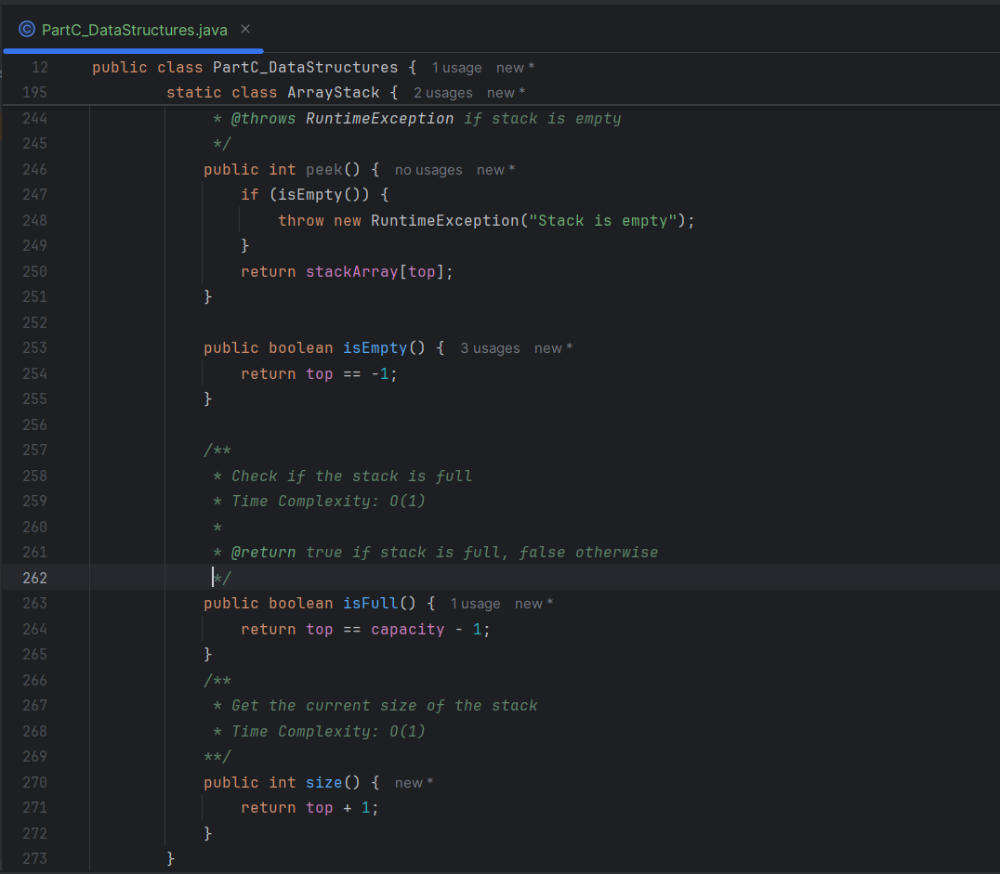 PartC_DataStructures.java
12 public class PartC_DataStructures { 1 usage new *
195 static class ArrayStack { 2 usages new *
244 * @throws RuntimeException if stack is empty
245 */
246 public int peek() { no usages new *
247 if (isEmpty()) {
248 throw new RuntimeException("Stack is empty");
249 }
250 return stackArray[top];
251 }
252
253 public boolean isEmpty() { 3 usages new *
254 return top == -1;
255 }
256
257 /**
258 * Check if the stack is full
259 * Time Complexity: O(1)
260 *
261 * @return true if stack is full, false otherwise
262 */
263 public boolean isFull() { 1 usage new *
264 return top == capacity - 1;
265 }
266 /**
267 * Get the current size of the stack
268 * Time Complexity: O(1)
269 **/
270 public int size() { new *
271 return top + 1;
272 }
273 }